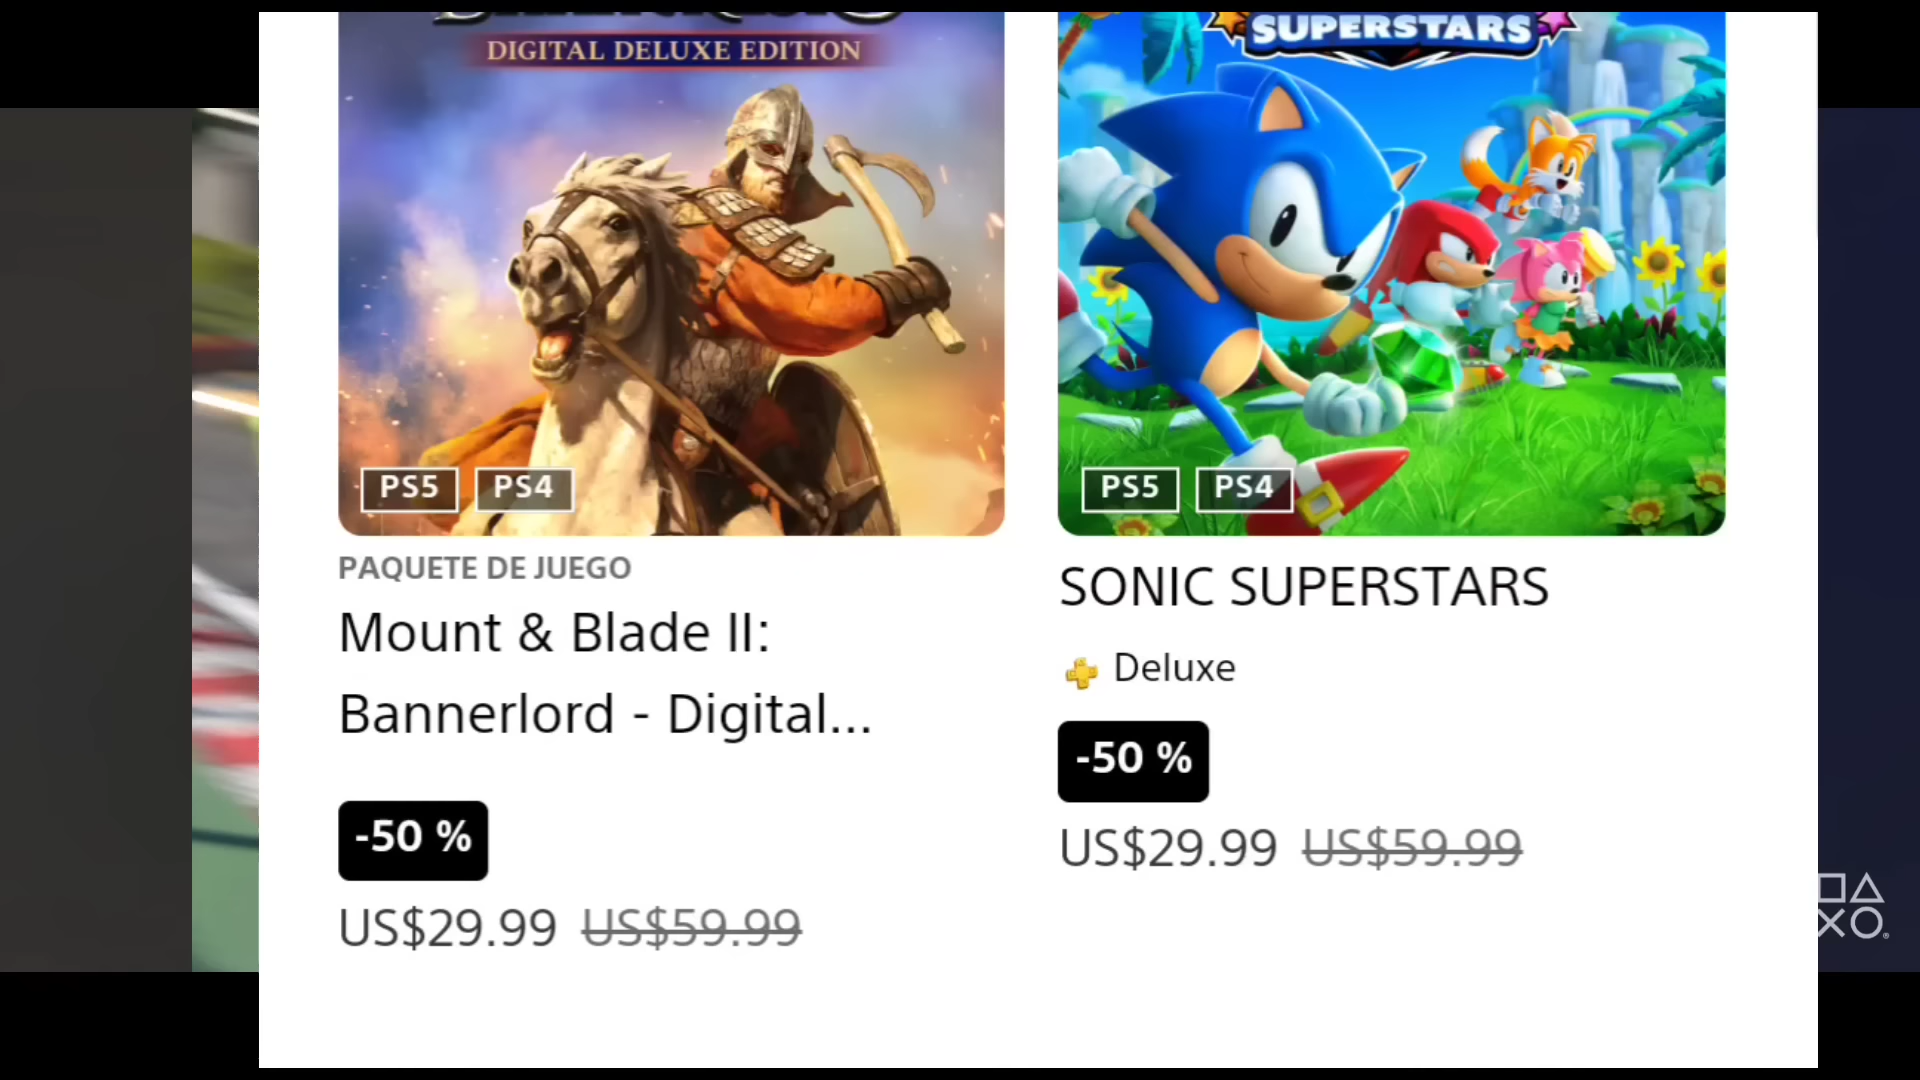 DIGITAL DELUXE EDITION
PS5 PS4
PAQUETE DE JUEGO
Mount & Blade II:
Bannerlord - Digital...
-50 %
US$29.99 US$59.99
SUPERSTARS
PS5 PS4
SONIC SUPERSTARS
Deluxe
-50 %
US$29.99 US$59.99